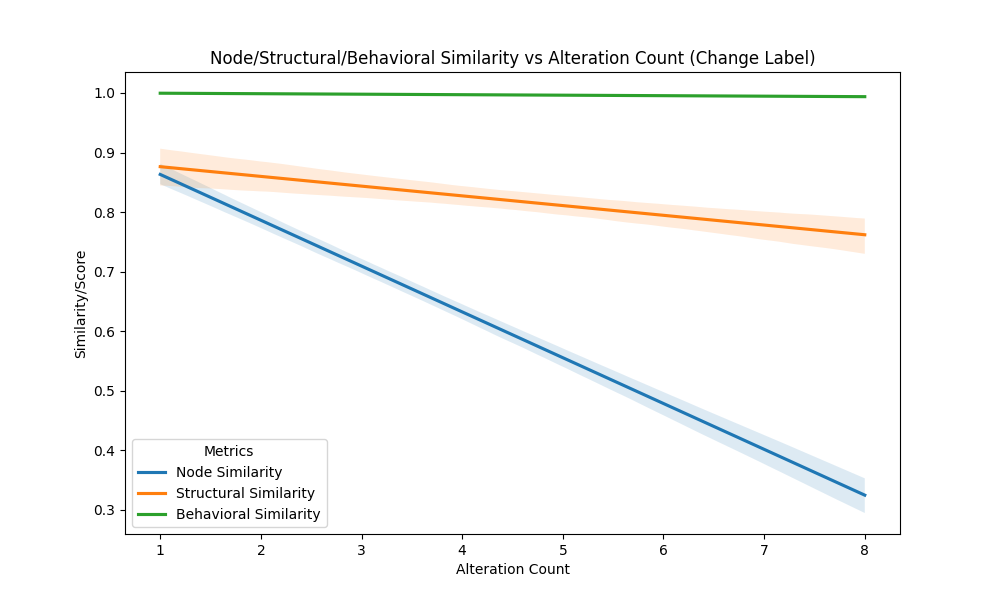 Node/Structural/Behavioral Similarity vs Alteration Count (Change Label)
Similarity/Score
1.0
0.9
0.8
0.7
0.6
0.5
0.4
0.3
Metrics
Node Similarity
Structural Similarity
Behavioral Similarity
1 2 3 4 5 6 7 8
Alteration Count